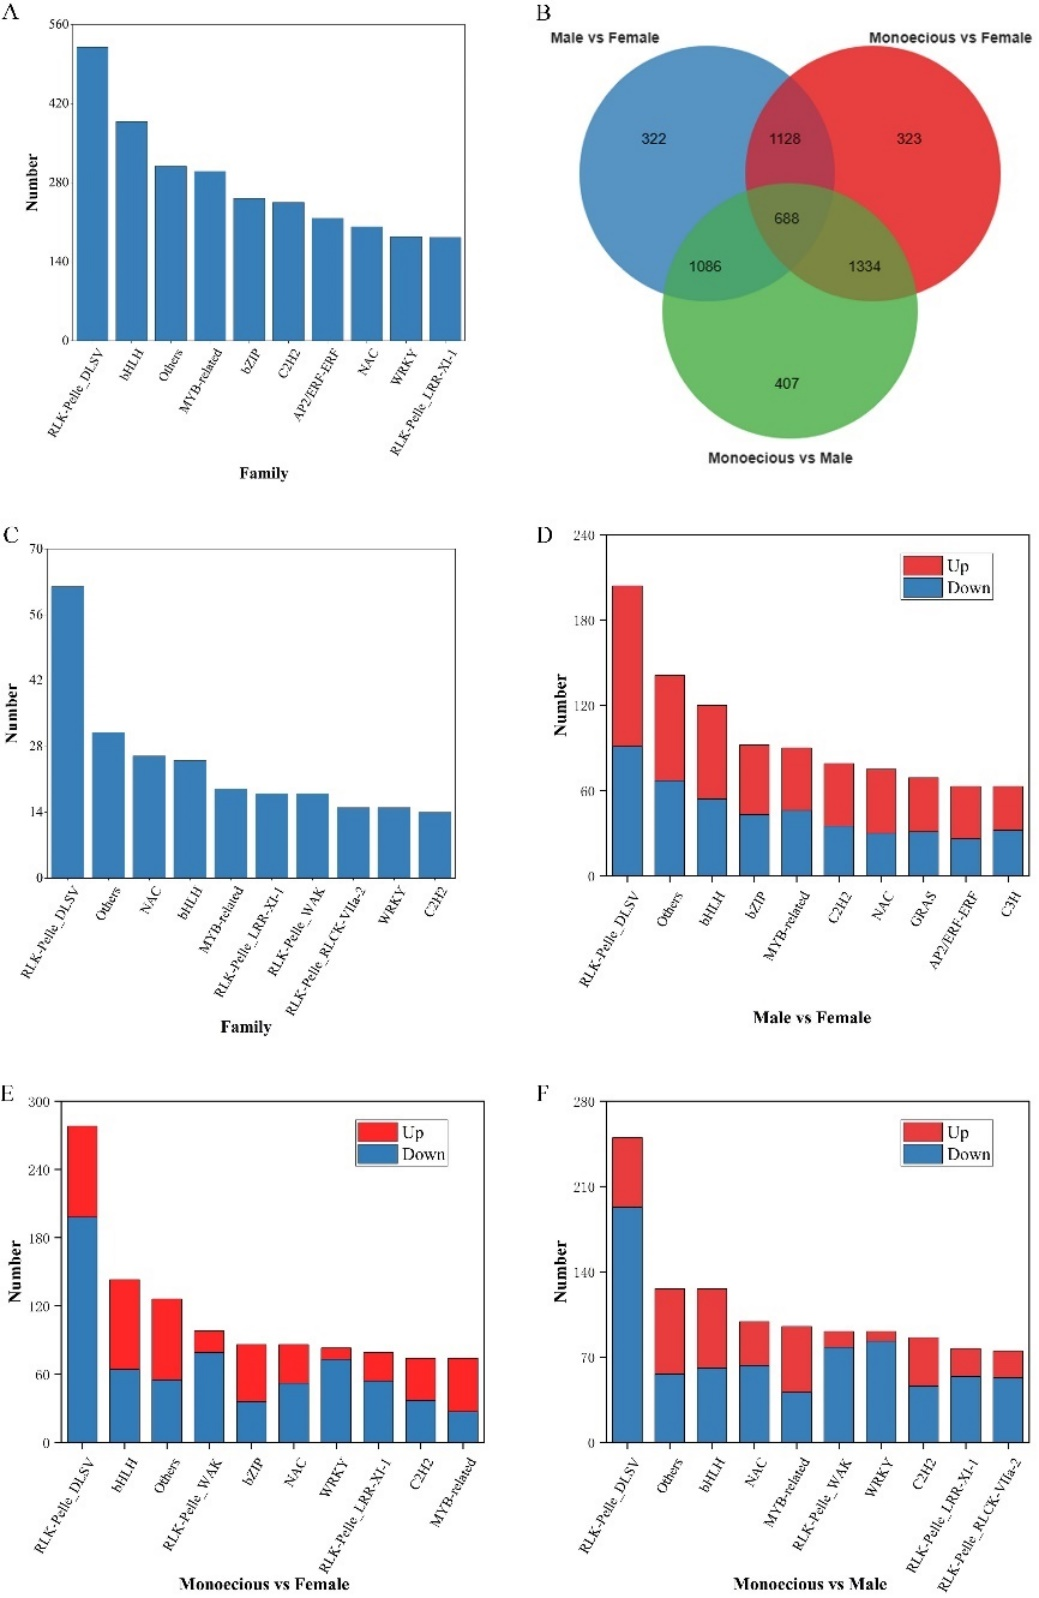 A
560
420
280
140
0
Number
RLK-Pelle_DLSV
bHLH
Others
MYB-related
bZIP
C2H2
AP2/ERF-ERF
NAC
WRKY
RLK-Pelle_LRR-XI-1
Family
B
Male vs Female
Monoecious vs Female
322
1128
323
688
1086
1334
407
Monoecious vs Male
C
70
56
42
28
14
0
Number
RLK-Pelle_DLSV
Others
NAC
bHLH
MYB-related
RLK-Pelle_LRR-XI-1
RLK-Pelle_WAK
RLK-Pelle_RLCK-VIIa-2
WRKY
C2H2
Family
D
240
180
120
60
0
Number
Up
Down
RLK-Pelle_DLSV
Others
bHLH
bZIP
MYB-related
C2H2
NAC
GRAS
AP2/ERF-ERF
C3H
Male vs Female
E
300
240
180
120
60
0
Number
Up
Down
RLK-Pelle_DLSV
bHLH
Others
RLK-Pelle_WAK
bZIP
NAC
WRKY
RLK-Pelle_LRR-XI-1
C2H2
MYB-related
Monoecious vs Female
F
280
210
140
70
0
Number
Up
Down
RLK-Pelle_DLSV
Others
bHLH
NAC
MYB-related
RLK-Pelle_WAK
WRKY
C2H2
RLK-Pelle_LRR-XI-1
RLK-Pelle_RLCK-VIIa-2
Monoecious vs Male